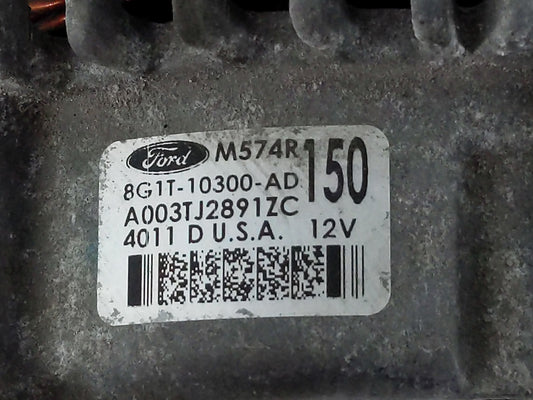 Ford M574R 150
8G1T-10300-AD
A003TJ2891ZC
4011 D U.S.A. 12V